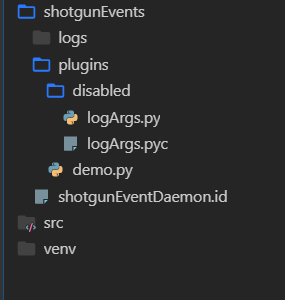 shotgunEvents
logs
plugins
disabled
logArgs.py
logArgs.pyc
demo.py
shotgunEventDaemon.id
src
venv